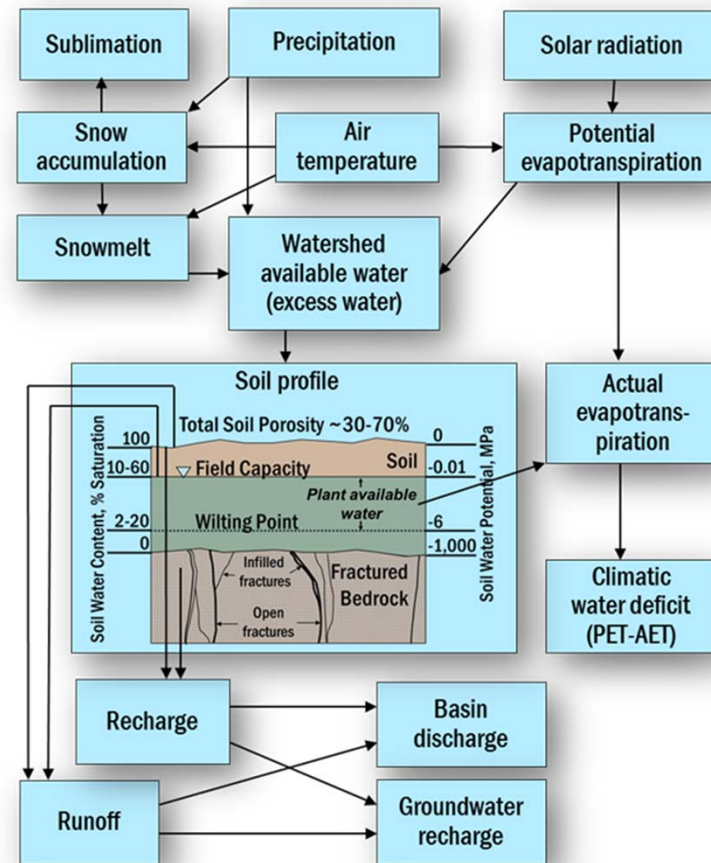 Sublimation
Precipitation
Solar radiation
Snow
accumulation
Air
temperature
Potential
evapotranspiration
Snowmelt
Watershed
available water
(excess water)
Soil profile
Total Soil Porosity ~30-70%
Soil Water Content, % Saturation
100
10-60
2-20
0
Field Capacity
Soil
Plant available
water
Wilting Point
0
-0.01
-6
-1,000
Soil Water Potential, MPa
Infilled
fractures
Fractured
Bedrock
Open
fractures
Actual
evapotrans-
piration
Climatic
water deficit
(PET-AET)
Recharge
Basin
discharge
Runoff
Groundwater
recharge